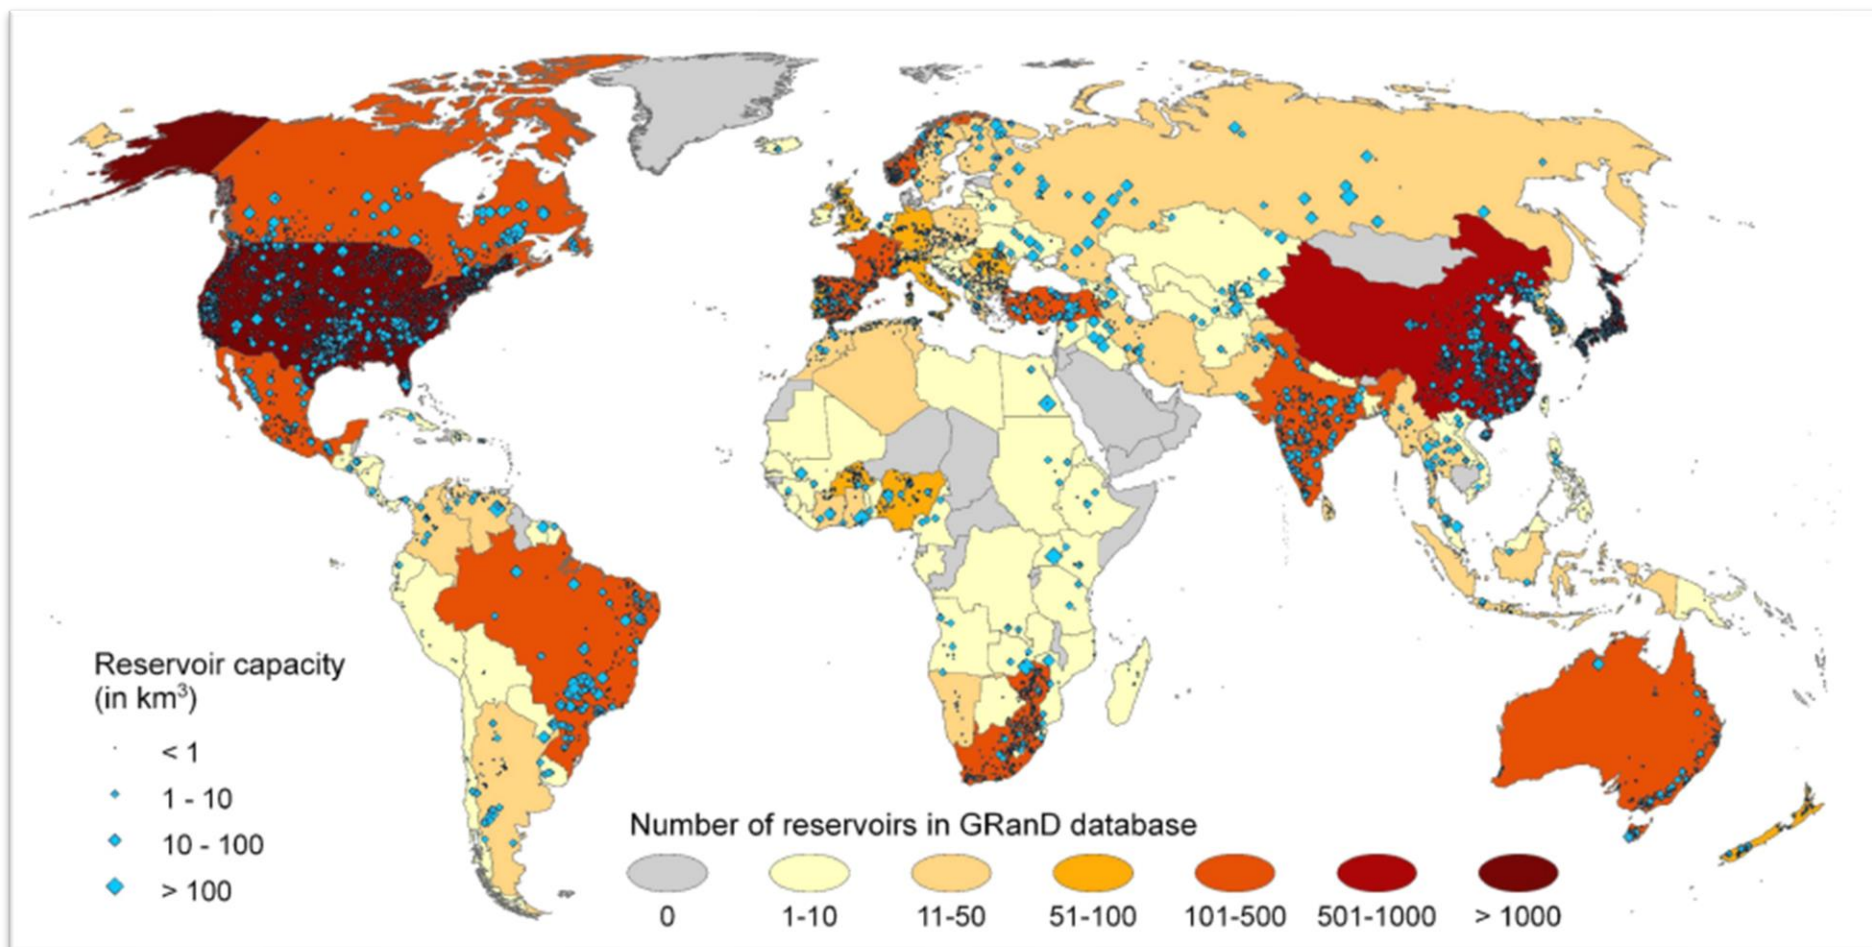 Reservoir capacity
(in km³)
< 1
1 - 10
10 - 100
> 100
Number of reservoirs in GRanD database
0 1-10 11-50 51-100 101-500 501-1000 > 1000